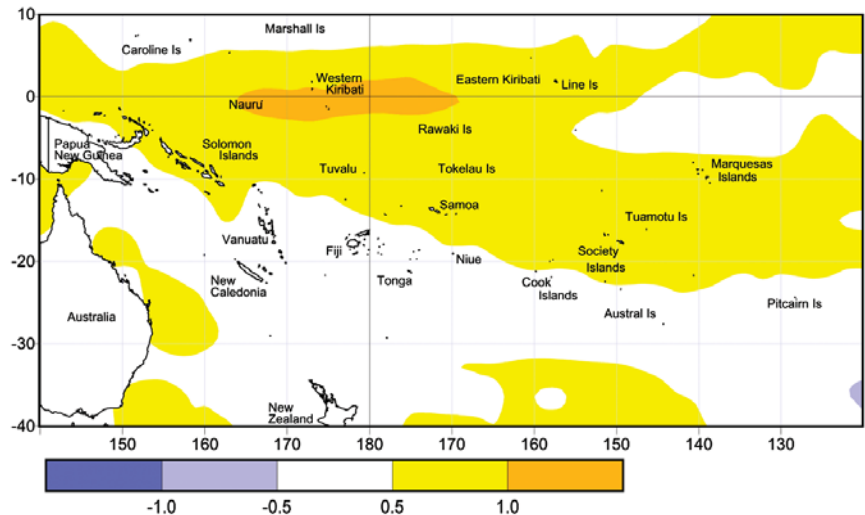 10
Marshall Is
Caroline Is
Western
Kiribati
Eastern Kiribati
Line Is
0
Nauru
Rawaki Is
Papua
New Guinea
Solomon
Islands
Tuvalu
Tokelau Is
Marquesas
Islands
-10
Samoa
Tuamotu Is
Vanuatu
Fiji
Niue
Society
Islands
-20
New
Caledonia
Tonga
Cook
Islands
Pitcairn Is
Australia
Austral Is
-30
New
Zealand
-40
150 160 170 180 170 160 150 140 130
-1.0 -0.5 0.5 1.0